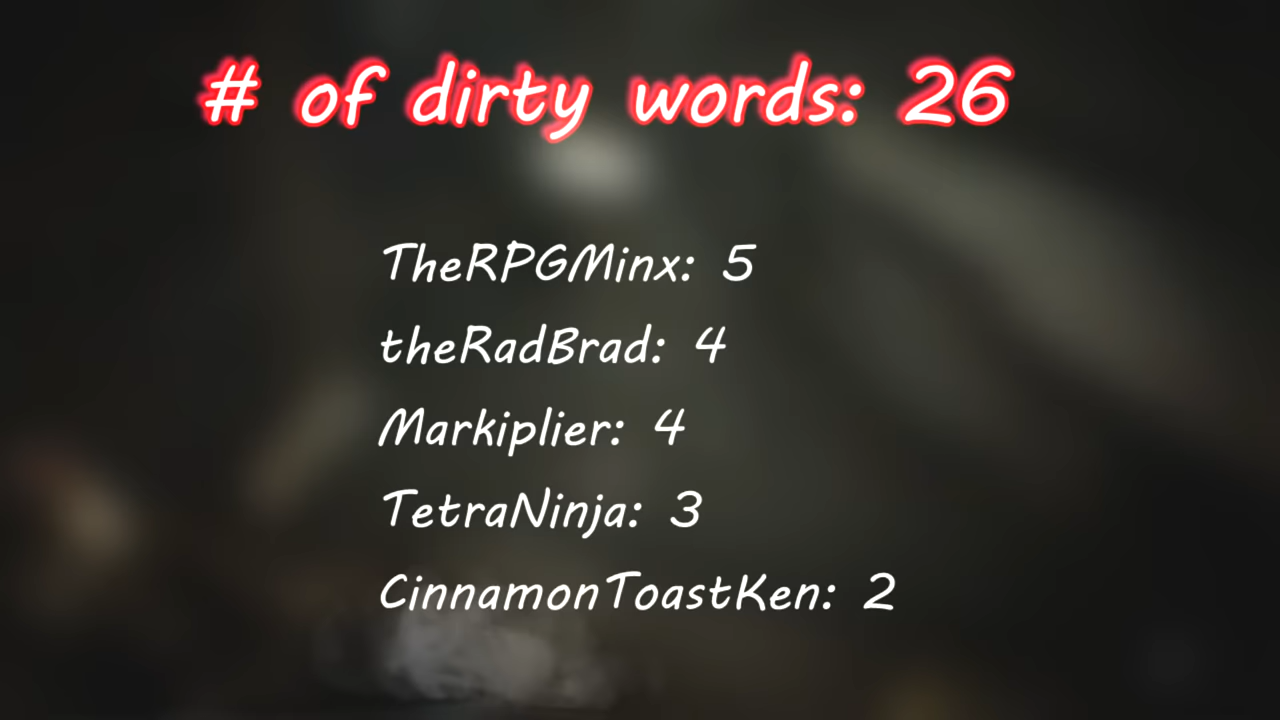 # of dirty words: 26
TheRPGMinx: 5
theRadBrad: 4
Markiplier: 4
TetraNinja: 3
CinnamonToastKen: 2